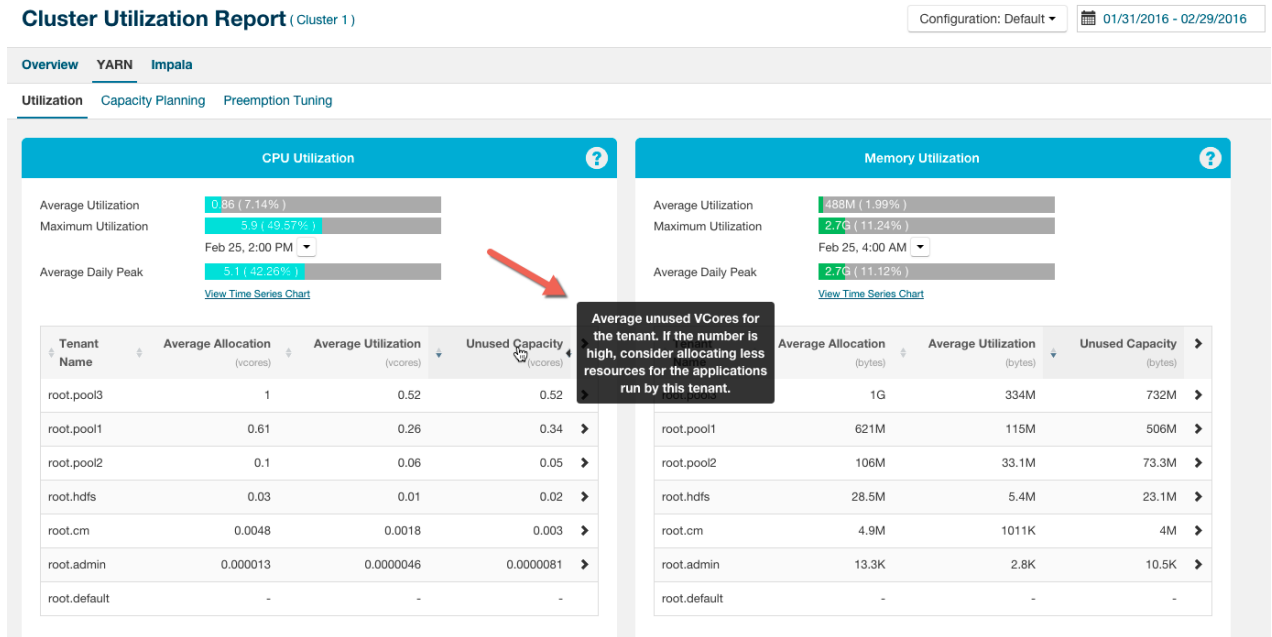 Cluster Utilization Report ( Cluster 1 )
Configuration: Default
01/31/2016 - 02/29/2016
Overview YARN Impala
Utilization Capacity Planning Preemption Tuning
CPU Utilization ?
Average Utilization 0.86 ( 7.14% )
Maximum Utilization 5.9 ( 49.57% )
Feb 25, 2:00 PM
Average Daily Peak 5.1 ( 42.26% )
View Time Series Chart
Tenant Name Average Allocation (vcores) Average Utilization (vcores) Unused Capacity (vcores)
root.pool3 1 0.52 0.52
root.pool1 0.61 0.26 0.34
root.pool2 0.1 0.06 0.05
root.hdfs 0.03 0.01 0.02
root.cm 0.0048 0.0018 0.003
root.admin 0.000013 0.0000046 0.0000081
root.default - - -
Average unused VCores for
the tenant. If the number is
high, consider allocating less
resources for the applications
run by this tenant.
Memory Utilization ?
Average Utilization 488M ( 1.99% )
Maximum Utilization 2.7G ( 11.24% )
Feb 25, 4:00 AM
Average Daily Peak 2.7G ( 11.12% )
View Time Series Chart
Tenant Name Average Allocation (bytes) Average Utilization (bytes) Unused Capacity (bytes)
root.pool3 1G 334M 732M
root.pool1 621M 115M 506M
root.pool2 106M 33.1M 73.3M
root.hdfs 28.5M 5.4M 23.1M
root.cm 4.9M 1011K 4M
root.admin 13.3K 2.8K 10.5K
root.default - - -